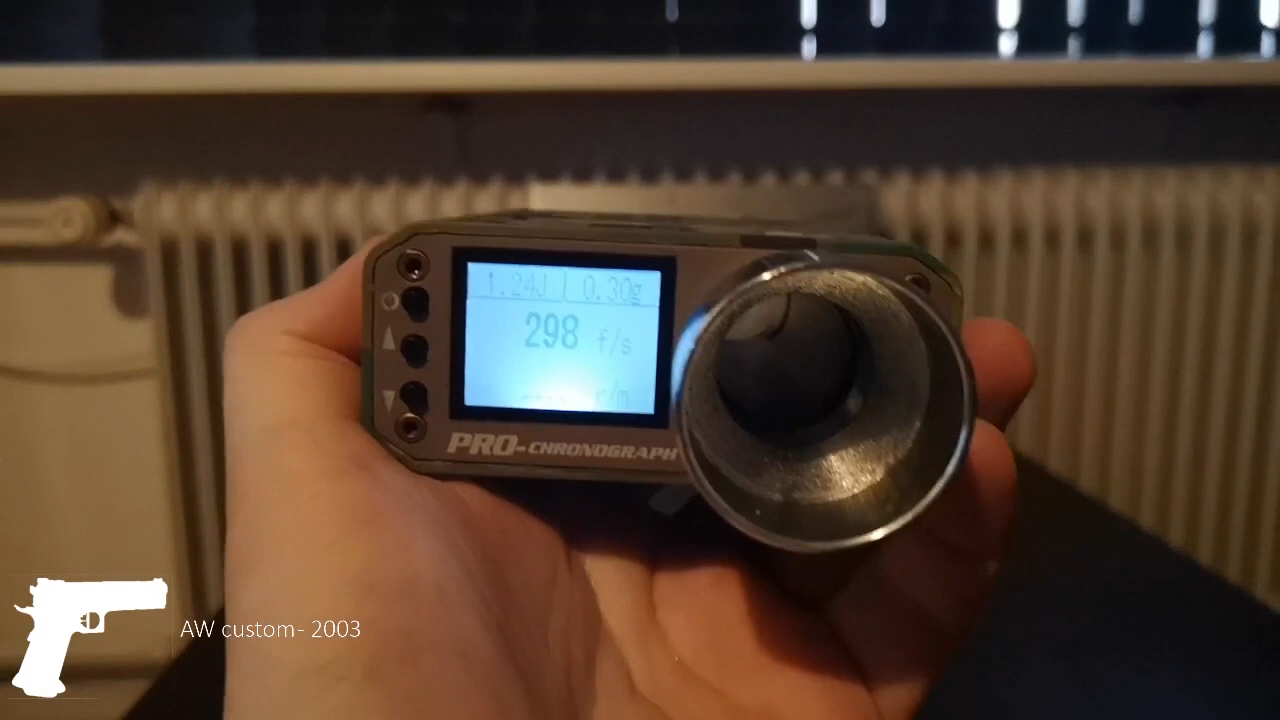 1.24J | 0.30g
298 f/s
---- r/m
PRO-CHRONOGRAPH
AW custom- 2003